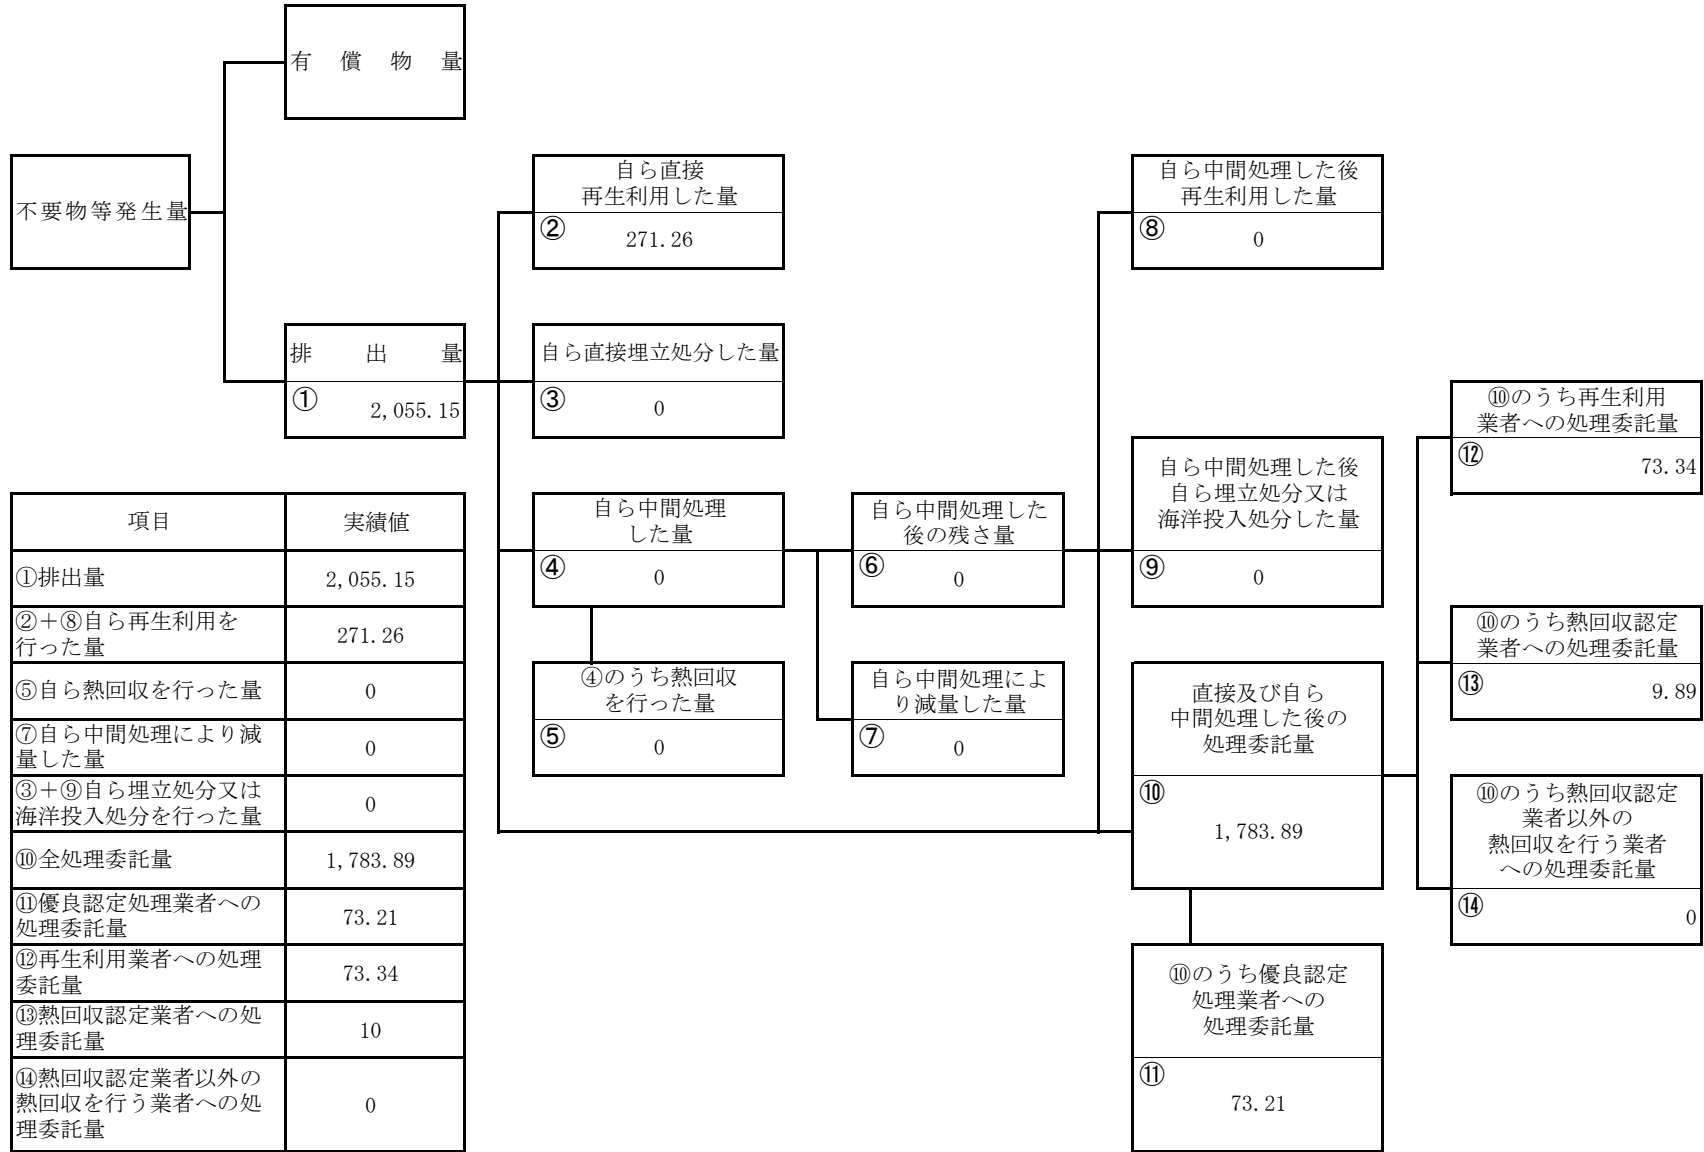 有償物量
不要物等発生量
排出量
① 2,055.15
自ら直接
再生利用した量
② 271.26
自ら直接埋立処分した量
③ 0
自ら中間処理
した量
④ 0
④のうち熱回収
を行った量
⑤ 0
自ら中間処理した
後の残さ量
⑥ 0
自ら中間処理によ
り減量した量
⑦ 0
自ら中間処理した後
再生利用した量
⑧ 0
自ら中間処理した後
自ら埋立処分又は
海洋投入処分した量
⑨ 0
直接及び自ら
中間処理した後の
処理委託量
⑩
1,783.89
⑩のうち優良認定
処理業者への
処理委託量
⑪
73.21
⑩のうち再生利用
業者への処理委託量
⑫ 73.34
⑩のうち熱回収認定
業者への処理委託量
⑬ 9.89
⑩のうち熱回収認定
業者以外の
熱回収を行う業者
への処理委託量
⑭ 0
項目 実績値
①排出量 2,055.15
②+⑧自ら再生利用を
行った量 271.26
⑤自ら熱回収を行った量 0
⑦自ら中間処理により減
量した量 0
③+⑨自ら埋立処分又は
海洋投入処分を行った量 0
⑩全処理委託量 1,783.89
⑪優良認定処理業者への
処理委託量 73.21
⑫再生利用業者への処理
委託量 73.34
⑬熱回収認定業者への処
理委託量 10
⑭熱回収認定業者以外の
熱回収を行う業者への処
理委託量 0